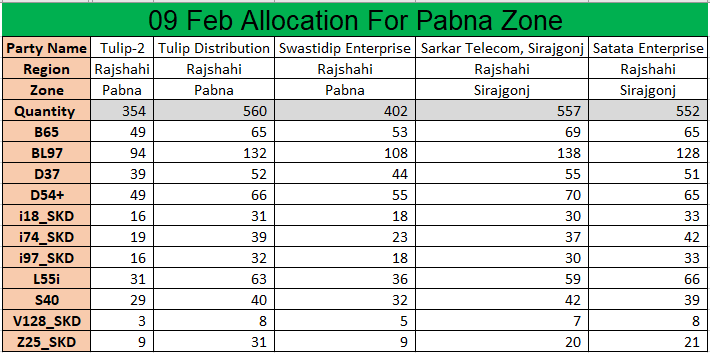 09 Feb Allocation For Pabna Zone
Party Name Tulip-2 Tulip Distribution Swastidip Enterprise Sarkar Telecom, Sirajgonj Satata Enterprise
Region Rajshahi Rajshahi Rajshahi Rajshahi Rajshahi
Zone Pabna Pabna Pabna Sirajgonj Sirajgonj
Quantity 354 560 402 557 552
B65 49 65 53 69 65
BL97 94 132 108 138 128
D37 39 52 44 55 51
D54+ 49 66 55 70 65
i18_SKD 16 31 18 30 33
i74_SKD 19 39 23 37 42
i97_SKD 16 32 18 30 33
L55i 31 63 36 59 66
S40 29 40 32 42 39
V128_SKD 3 8 5 7 8
Z25_SKD 9 31 9 20 21